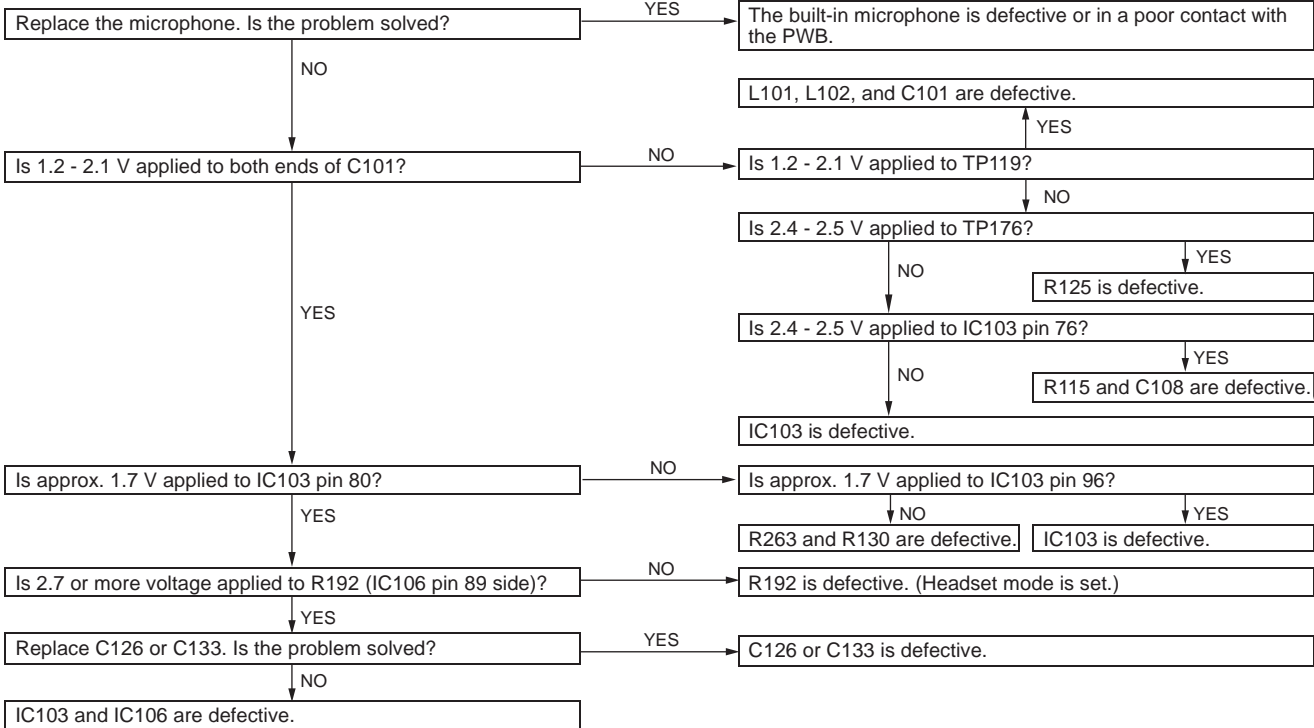 Replace the microphone. Is the problem solved?
YES
The built-in microphone is defective or in a poor contact with
the PWB.
NO
L101, L102, and C101 are defective.
YES
Is 1.2 - 2.1 V applied to both ends of C101?
NO
Is 1.2 - 2.1 V applied to TP119?
NO
Is 2.4 - 2.5 V applied to TP176?
NO
YES
R125 is defective.
YES
Is 2.4 - 2.5 V applied to IC103 pin 76?
NO
YES
R115 and C108 are defective.
IC103 is defective.
Is approx. 1.7 V applied to IC103 pin 80?
NO
Is approx. 1.7 V applied to IC103 pin 96?
YES
NO
YES
R263 and R130 are defective.
IC103 is defective.
Is 2.7 or more voltage applied to R192 (IC106 pin 89 side)?
NO
R192 is defective. (Headset mode is set.)
YES
Replace C126 or C133. Is the problem solved?
YES
C126 or C133 is defective.
NO
IC103 and IC106 are defective.